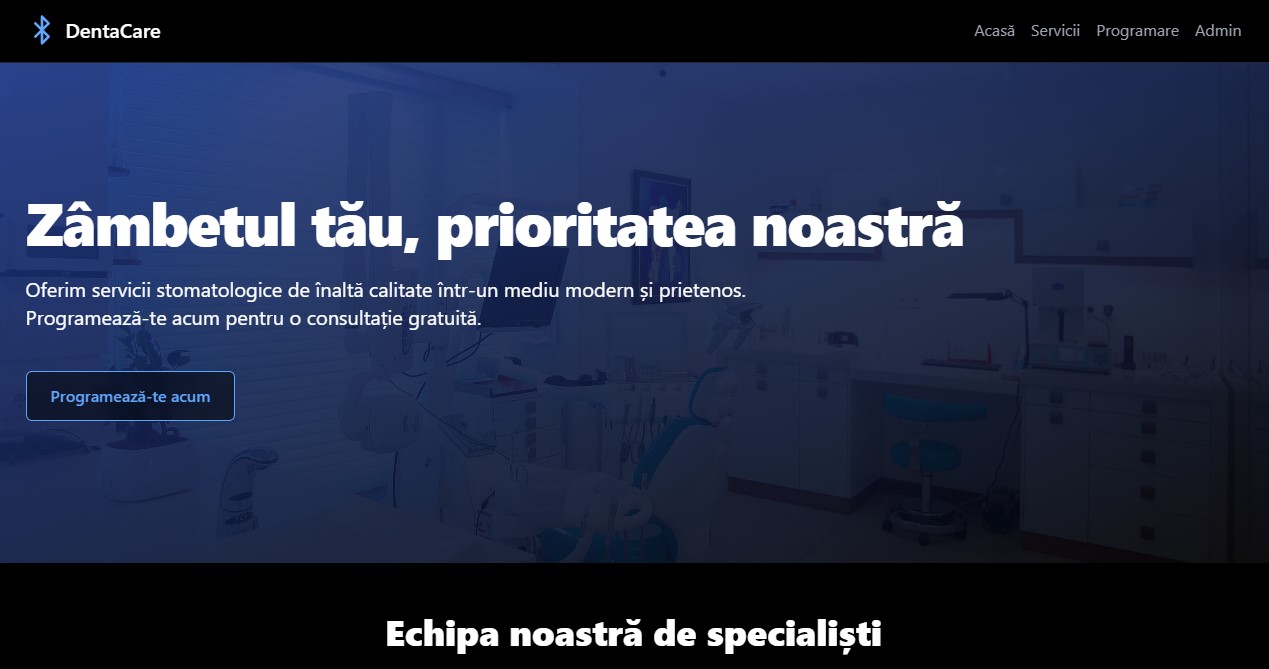 DentaCare
Acasă Servicii Programare Admin
Zâmbetul tău, prioritatea noastră
Oferim servicii stomatologice de înaltă calitate într-un mediu modern și prietenos.
Programează-te acum pentru o consultație gratuită.
Programează-te acum
Echipa noastră de specialiști